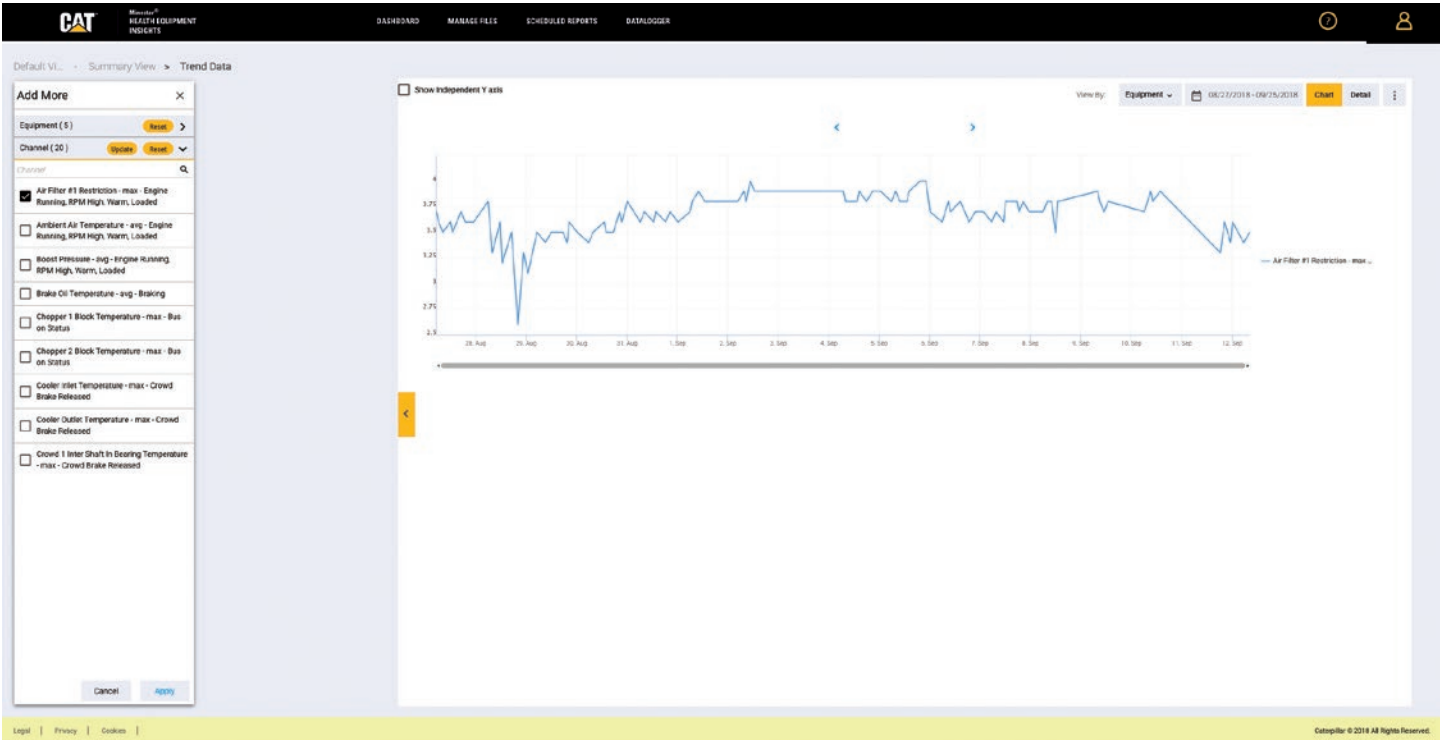 CAT
Minestar®
HEALTH EQUIPMENT
INSIGHTS
DASHBOARD
MANAGE FILES
SCHEDULED REPORTS
DATALOGGER
?
Default Vi... > Summary View > Trend Data
Add More
Equipment ( 5 ) Reset
Channel ( 20 ) Update Reset
Channel
Air Filter #1 Restriction - max - Engine
Running, RPM High, Warm, Loaded
Ambient Air Temperature - avg - Engine
Running, RPM High, Warm, Loaded
Boost Pressure - avg - Engine Running,
RPM High, Warm, Loaded
Brake Oil Temperature - avg - Braking
Chopper 1 Block Temperature - max - Bus
on Status
Chopper 2 Block Temperature - max - Bus
on Status
Cooler Inlet Temperature - max - Crowd
Brake Released
Cooler Outlet Temperature - max - Crowd
Brake Released
Crowd 1 Inter Shaft In Bearing Temperature
- max - Crowd Brake Released
Cancel Apply
Show Independent Y axis
View By: Equipment
08/27/2018 - 09/25/2018
Chart Detail
4
3.75
3.5
3.25
3
2.75
2.5
28. Aug 29. Aug 30. Aug 31. Aug 1. Sep 2. Sep 3. Sep 4. Sep 5. Sep 6. Sep 7. Sep 8. Sep 9. Sep 10. Sep 11. Sep 12. Sep
Air Filter #1 Restriction - max ...
Legal | Privacy | Cookies |
Caterpillar © 2018 All Rights Reserved.